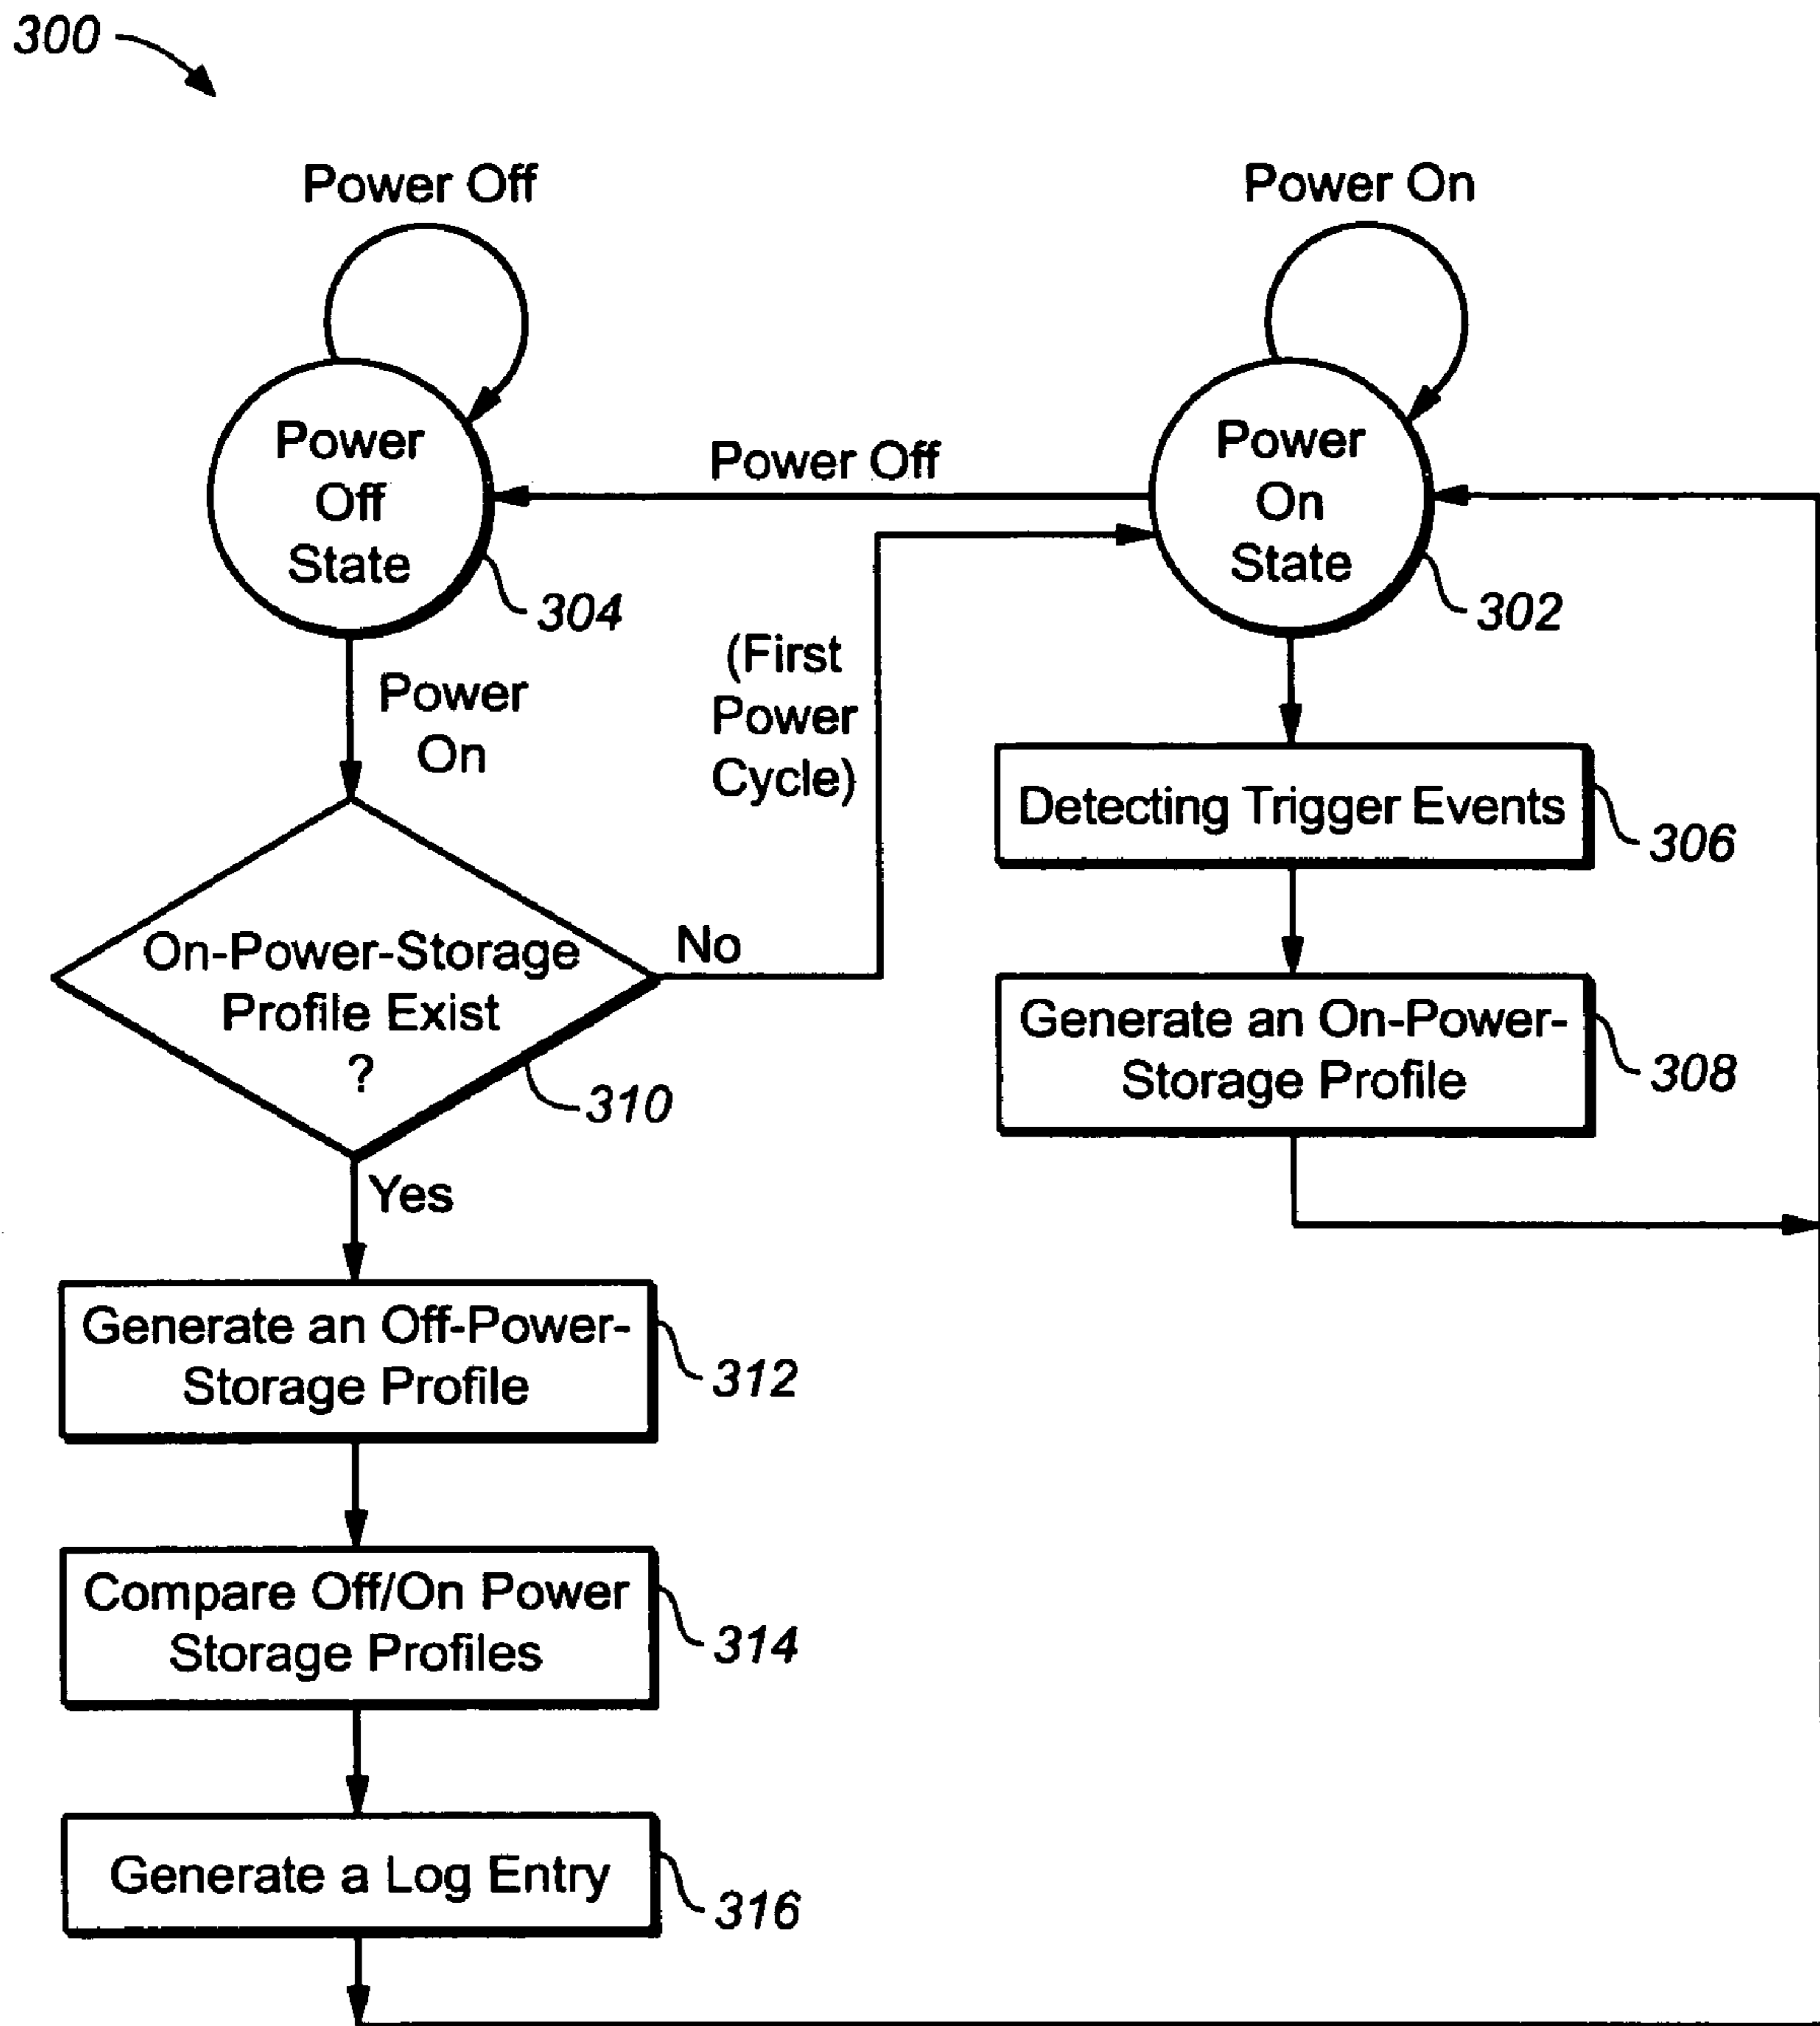 300
Power Off
Power On
Power
Off
State
304
Power Off
Power
On
State
302
Power
On
(First
Power
Cycle)
Detecting Trigger Events
306
On-Power-Storage
Profile Exist
?
310
No
Generate an On-Power-
Storage Profile
308
Yes
Generate an Off-Power-
Storage Profile
312
Compare Off/On Power
Storage Profiles
314
Generate a Log Entry
316